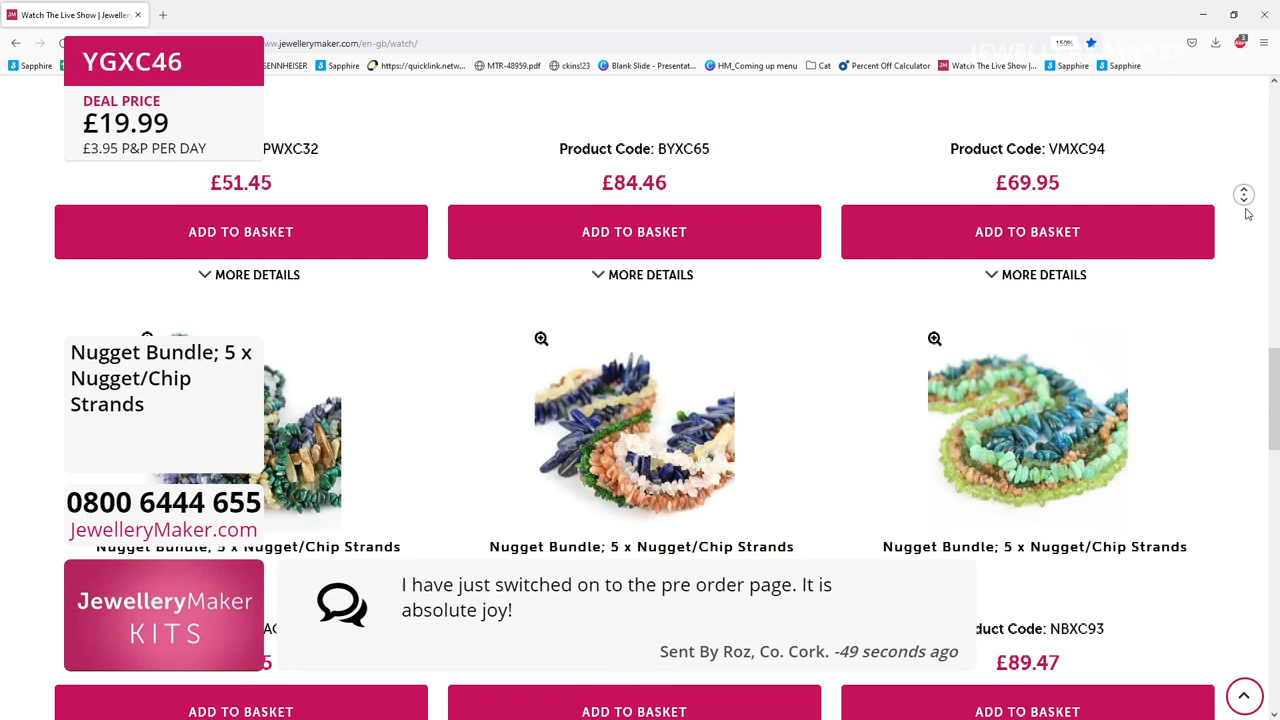 Watch The Live Show | Jewellery
YGXC46
DEAL PRICE
£19.99
£3.95 P&P PER DAY
ww.jewellerymaker.com/en-gb/watch/
150%
3
JEWELLERYMAKER
Sapphire
SENNHEISER
Sapphire
https://quicklink.netw...
MTR-48959.pdf
ckins!23
Blank Slide - Presentat...
HM_Coming up menu
Cat
Percent Off Calculator
Watch The Live Show |...
Sapphire
Sapphire
PWXC32
Product Code: BYXC65
Product Code: VMXC94
£51.45
£84.46
£69.95
ADD TO BASKET
ADD TO BASKET
ADD TO BASKET
MORE DETAILS
MORE DETAILS
MORE DETAILS
Nugget Bundle; 5 x
Nugget/Chip
Strands
0800 6444 655
JewelleryMaker.com
Nugget Bundle; 5 x Nugget/Chip Strands
Nugget Bundle; 5 x Nugget/Chip Strands
Nugget Bundle; 5 x Nugget/Chip Strands
JewelleryMaker
KITS
I have just switched on to the pre order page. It is
absolute joy!
Sent By Roz, Co. Cork. -49 seconds ago
duct Code: NBXC93
5
£89.47
ADD TO BASKET
ADD TO BASKET
ADD TO BASKET